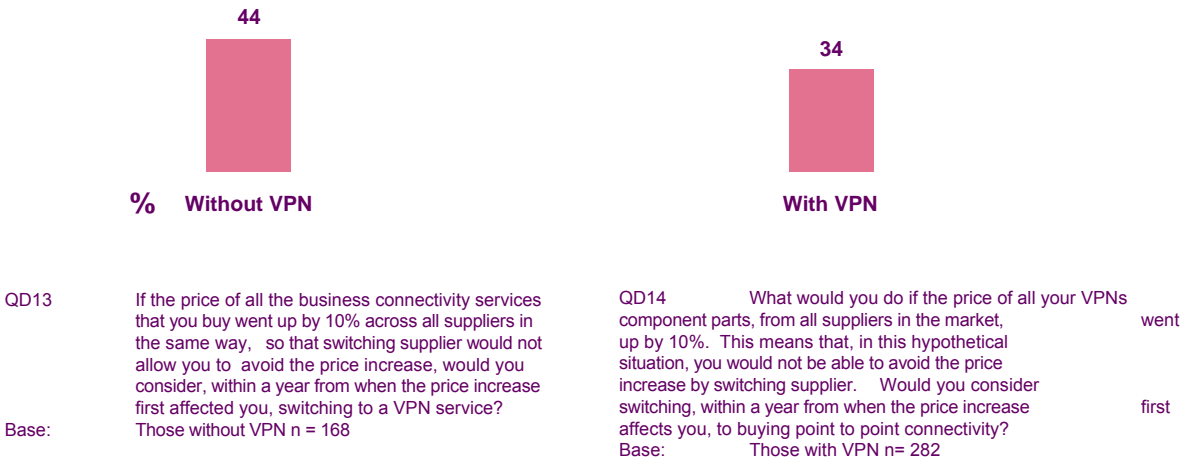 44
34
% Without VPN
With VPN
QD13 If the price of all the business connectivity services
that you buy went up by 10% across all suppliers in
the same way, so that switching supplier would not
allow you to avoid the price increase, would you
consider, within a year from when the price increase
first affected you, switching to a VPN service?
Base: Those without VPN n = 168
QD14 What would you do if the price of all your VPNs
component parts, from all suppliers in the market, went
up by 10%. This means that, in this hypothetical
situation, you would not be able to avoid the price
increase by switching supplier. Would you consider
switching, within a year from when the price increase first
affects you, to buying point to point connectivity?
Base: Those with VPN n= 282